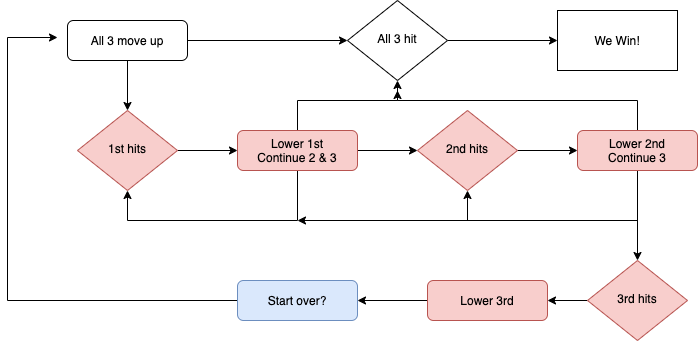 All 3 move up
All 3 hit
We Win!
1st hits
Lower 1st
Continue 2 & 3
2nd hits
Lower 2nd
Continue 3
Start over?
Lower 3rd
3rd hits